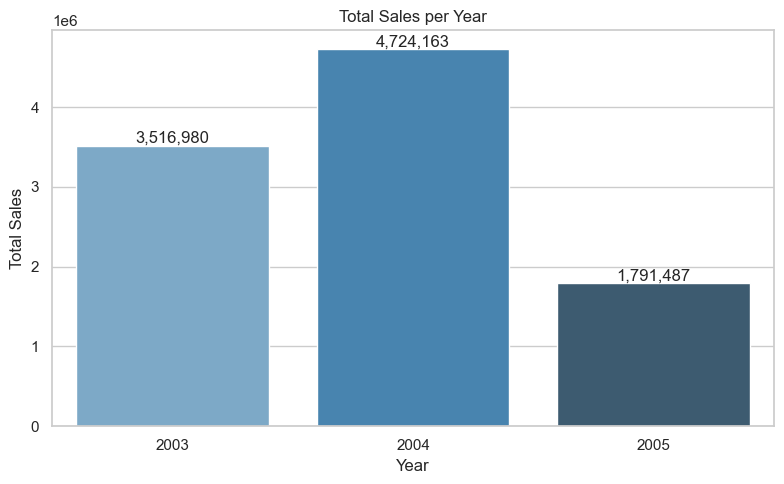 Total Sales per Year
1e6
4,724,163
3,516,980
1,791,487
4
3
2
1
0
Total Sales
2003
2004
2005
Year